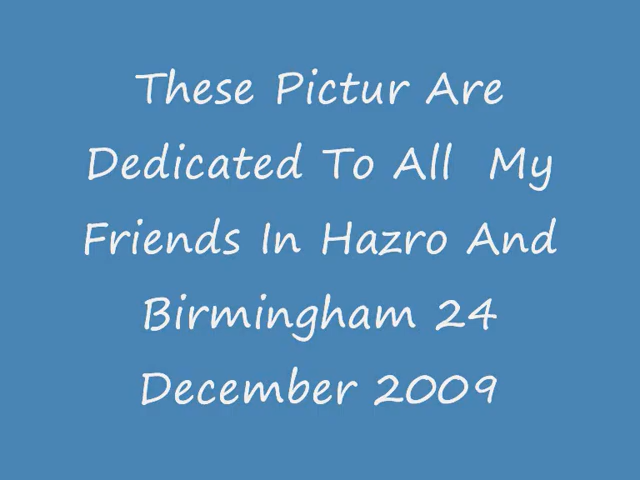 These Pictur Are
Dedicated To All  My
Friends In Hazro And
Birmingham 24
December 2009